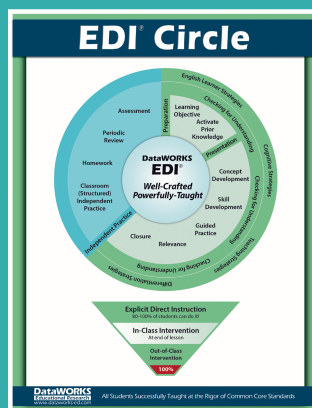 EDI® Circle
English Learner Strategies
Checking for Understanding
Cognitive Strategies
Checking for Understanding
Teaching Strategies
Checking for Understanding
Differentiation Strategies
Preparation
Learning
Objective
Activate
Prior
Knowledge
Presentation
Concept
Development
Skill
Development
Guided
Practice
Relevance
Closure
Independent Practice
Classroom
(Structured)
Independent
Practice
Homework
Periodic
Review
Assessment
DataWORKS
EDI®
Well-Crafted
Powerfully-Taught
Explicit Direct Instruction
80-100% of students can do it!
In-Class Intervention
At end of lesson
Out-of-Class
Intervention
100%
DataWORKS
Educational Research
www.dataworks-ed.com
All Students Successfully Taught at the Rigor of Common Core Standards